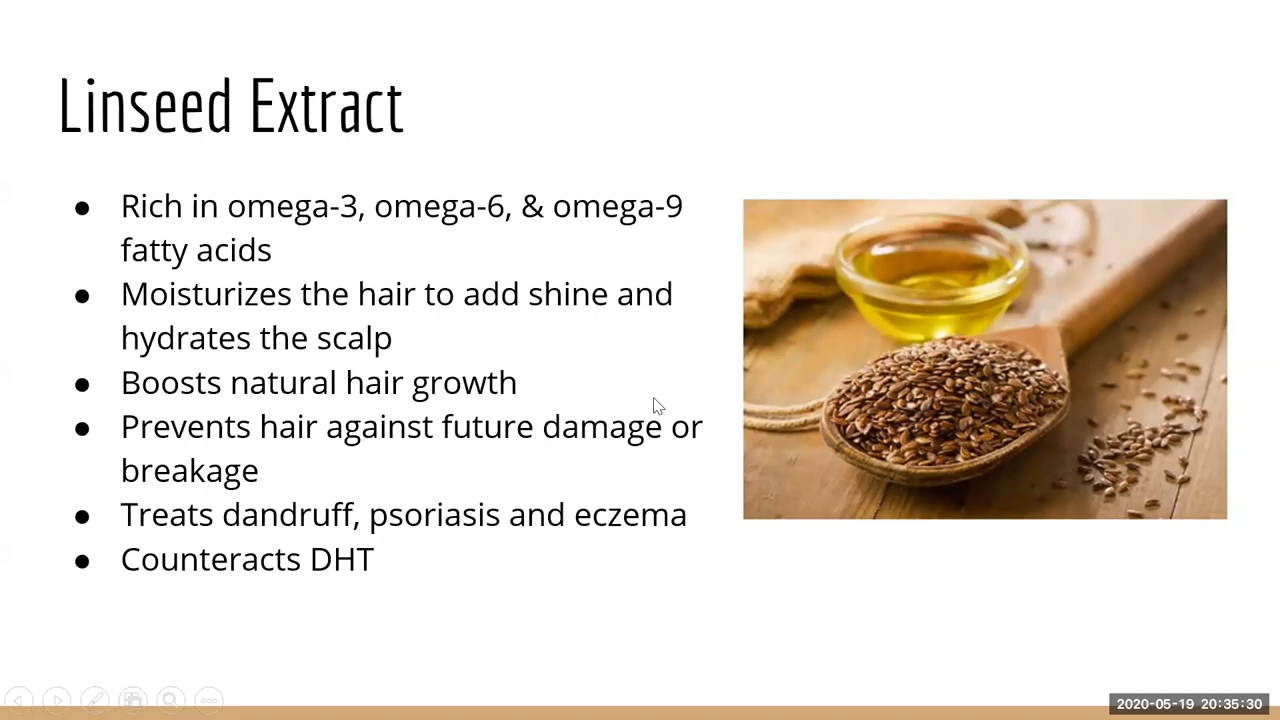 Linseed Extract
● Rich in omega-3, omega-6, & omega-9
fatty acids
● Moisturizes the hair to add shine and
hydrates the scalp
● Boosts natural hair growth
● Prevents hair against future damage or
breakage
● Treats dandruff, psoriasis and eczema
● Counteracts DHT
2020-05-19 20:35:30